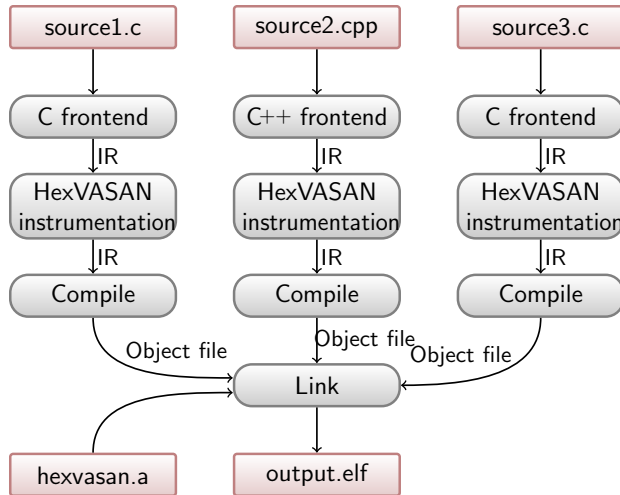 source1.c
source2.cpp
source3.c
C frontend
C++ frontend
C frontend
IR
IR
IR
HexVASAN
instrumentation
HexVASAN
instrumentation
HexVASAN
instrumentation
IR
IR
IR
Compile
Compile
Compile
Object file
Object file
Object file
Link
hexvasan.a
output.elf